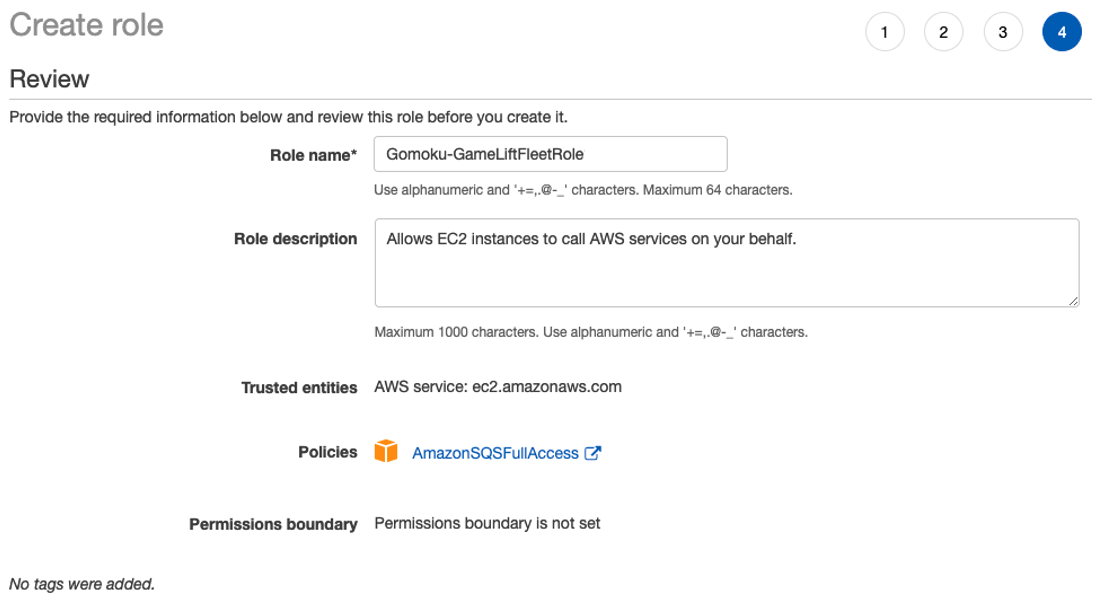 Create role
1 2 3 4
Review
Provide the required information below and review this role before you create it.
Role name* Gomoku-GameLiftFleetRole
Use alphanumeric and '+=,.@-_' characters. Maximum 64 characters.
Role description Allows EC2 instances to call AWS services on your behalf.
Maximum 1000 characters. Use alphanumeric and '+=,.@-_' characters.
Trusted entities AWS service: ec2.amazonaws.com
Policies AmazonSQSFullAccess
Permissions boundary Permissions boundary is not set
No tags were added.